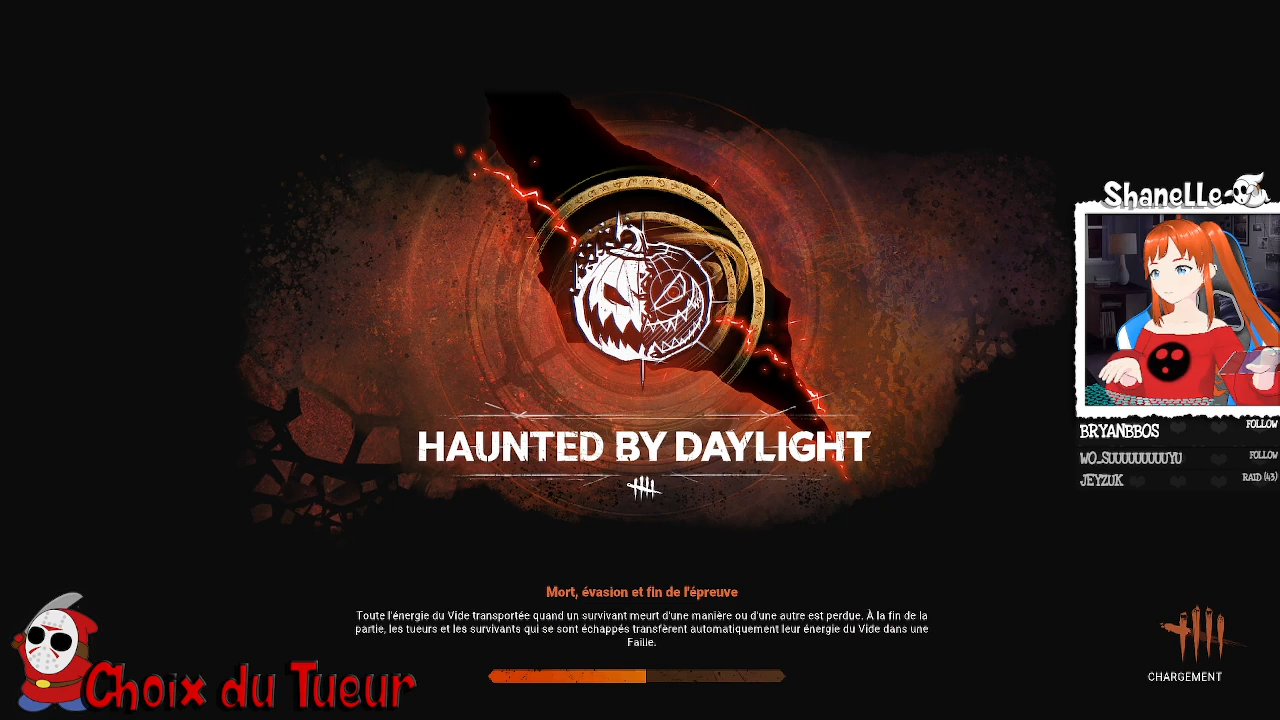 ShaneLLe
BRYANBBOS FOLLOW
WO_SUUUUUUUUYU FOLLOW
JEYZUK RAID (43)
HAUNTED BY DAYLIGHT
Mort, évasion et fin de l'épreuve
Toute l'énergie du Vide transportée quand un survivant meurt d'une manière ou d'une autre est perdue. À la fin de la
partie, les tueurs et les survivants qui se sont échappés transfèrent automatiquement leur énergie du Vide dans une
Faille.
Choix du Tueur
CHARGEMENT